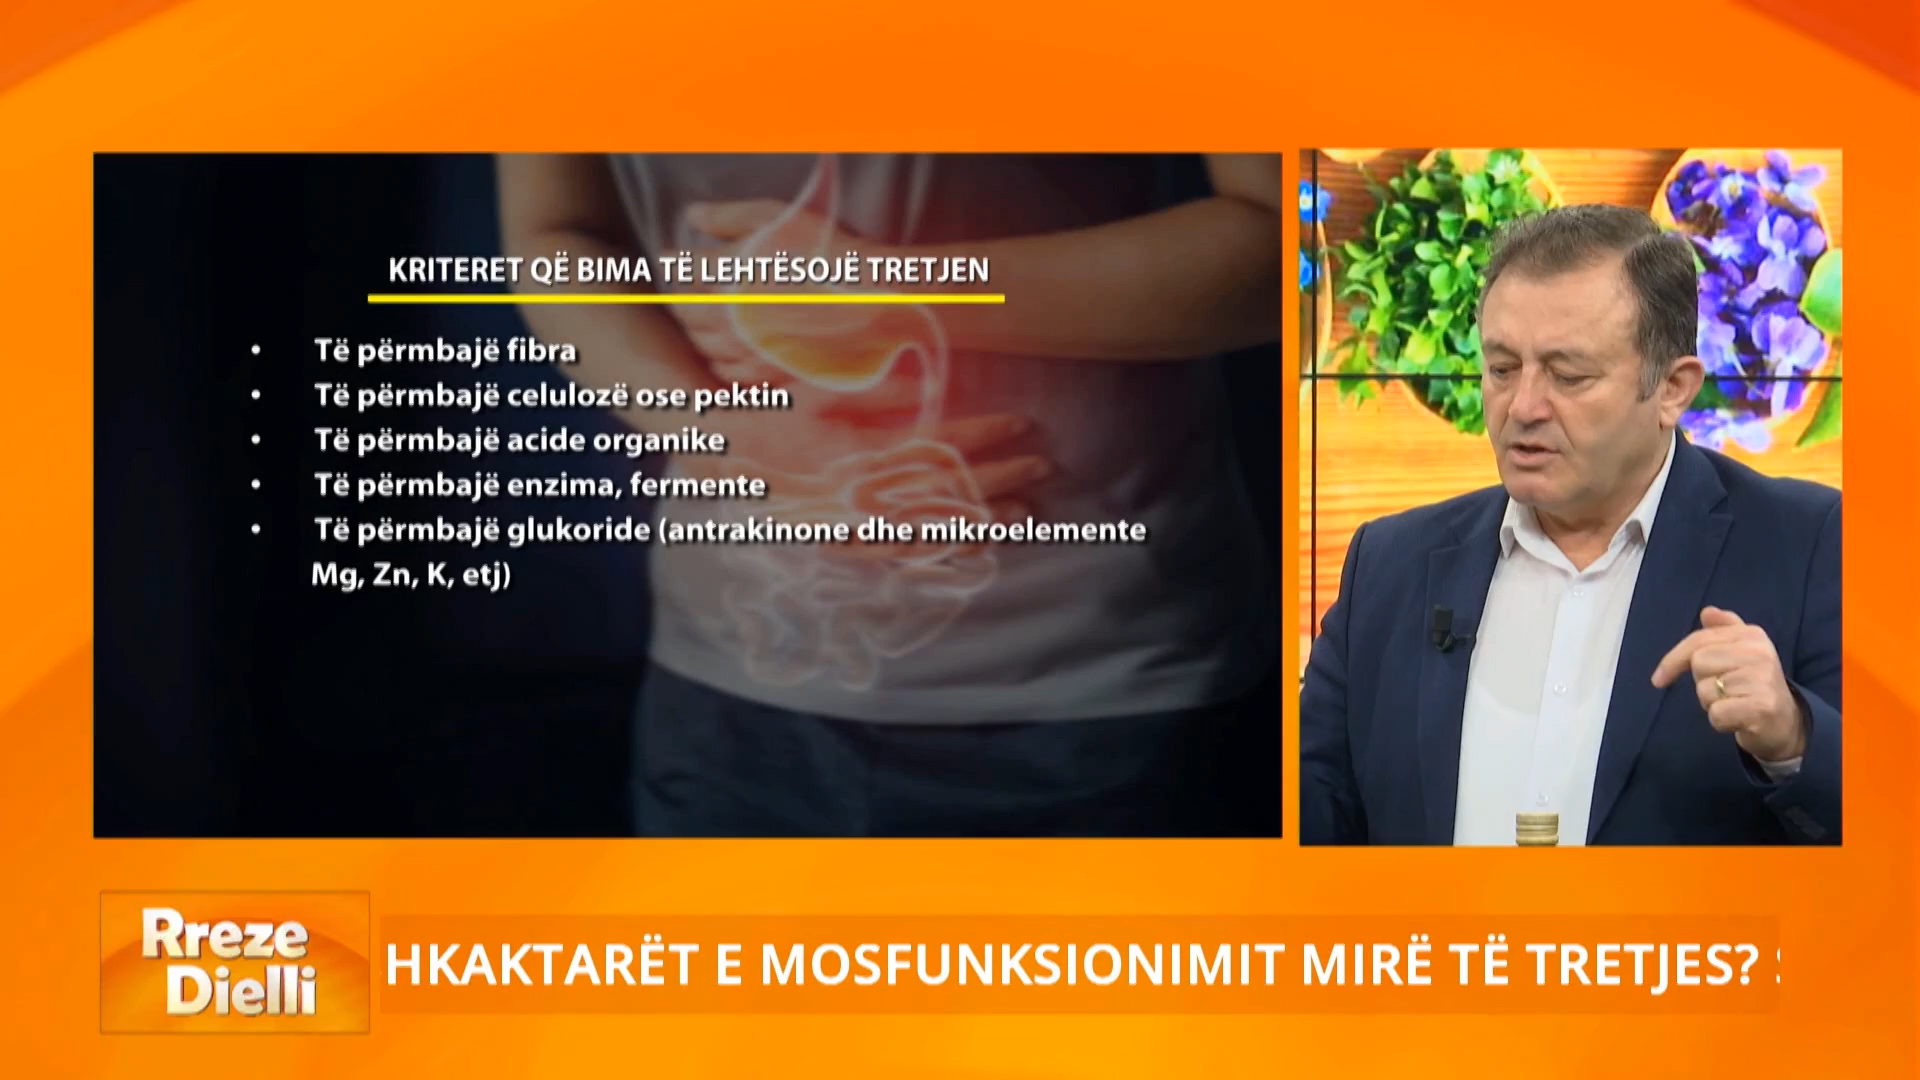 KRITERET QË BIMA TË LEHTËSOJË TRETJEN
• Të përmbajë fibra
• Të përmbajë celulozë ose pektin
• Të përmbajë acide organike
• Të përmbajë enzima, fermente
• Të përmbajë glukoride (antrakinone dhe mikroelemente
Mg, Zn, K, etj)
Rreze
Dielli
HKAKTARËT E MOSFUNKSIONIMIT MIRË TË TRETJES?